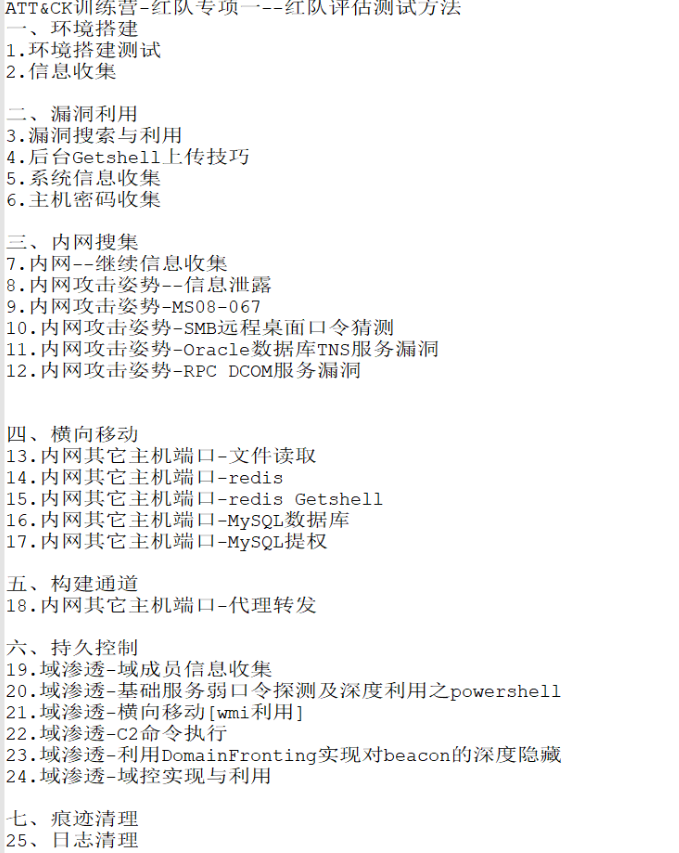 ATT&CK训练营-红队专项一--红队评估测试方法
一、环境搭建
1.环境搭建测试
2.信息收集
二、漏洞利用
3.漏洞搜索与利用
4.后台Getshell上传技巧
5.系统信息收集
6.主机密码收集
三、内网搜集
7.内网--继续信息收集
8.内网攻击姿势--信息泄露
9.内网攻击姿势-MS08-067
10.内网攻击姿势-SMB远程桌面口令猜测
11.内网攻击姿势-Oracle数据库TNS服务漏洞
12.内网攻击姿势-RPC DCOM服务漏洞
四、横向移动
13.内网其它主机端口-文件读取
14.内网其它主机端口-redis
15.内网其它主机端口-redis Getshell
16.内网其它主机端口-MySQL数据库
17.内网其它主机端口-MySQL提权
五、构建通道
18.内网其它主机端口-代理转发
六、持久控制
19.域渗透-域成员信息收集
20.域渗透-基础服务弱口令探测及深度利用之powershell
21.域渗透-横向移动[wmi利用]
22.域渗透-C2命令执行
23.域渗透-利用DomainFronting实现对beacon的深度隐藏
24.域渗透-域控实现与利用
七、痕迹清理
25、日志清理